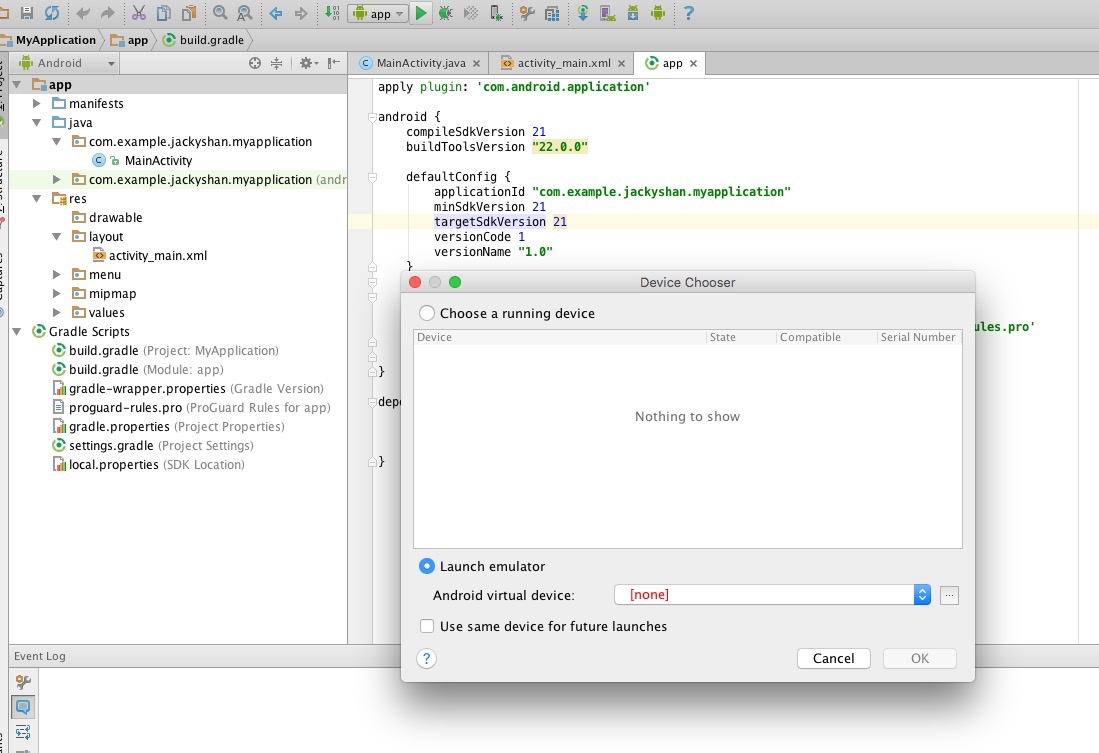 app
MyApplication app build.gradle
Android
MainActivity.java activity_main.xml app
app
manifests
java
com.example.jackyshan.myapplication
MainActivity
com.example.jackyshan.myapplication (andr
res
drawable
layout
activity_main.xml
menu
mipmap
values
Gradle Scripts
build.gradle (Project: MyApplication)
build.gradle (Module: app)
gradle-wrapper.properties (Gradle Version)
proguard-rules.pro (ProGuard Rules for app)
gradle.properties (Project Properties)
settings.gradle (Project Settings)
local.properties (SDK Location)
apply plugin: 'com.android.application'
android {
compileSdkVersion 21
buildToolsVersion "22.0.0"
defaultConfig {
applicationId "com.example.jackyshan.myapplication"
minSdkVersion 21
targetSdkVersion 21
versionCode 1
versionName "1.0"
}
ules.pro'
}
depe
}
Device Chooser
Choose a running device
Device State Compatible Serial Number
Nothing to show
Launch emulator
Android virtual device: [none] ...
Use same device for future launches
? Cancel OK
Event Log